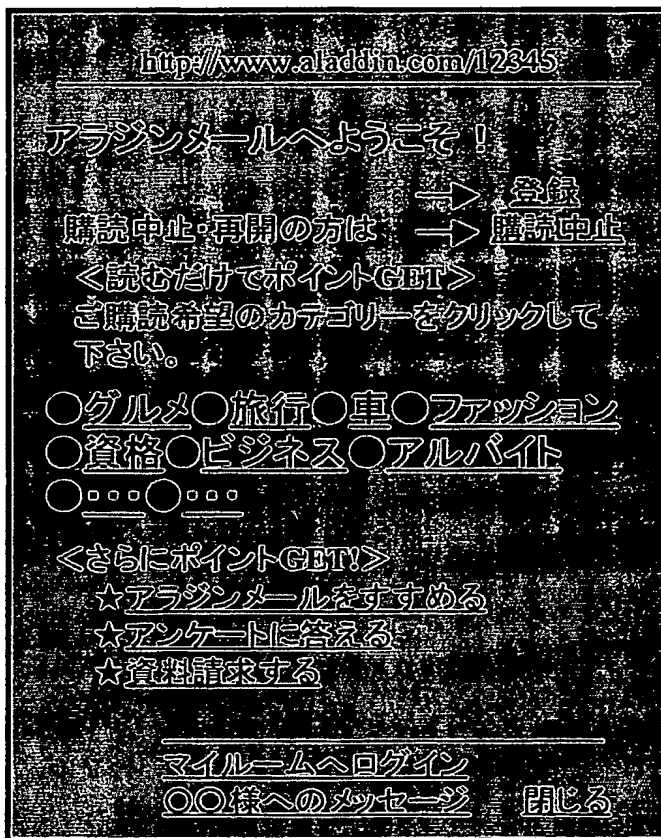 http://www.aladdin.com/12345
アラジンメールへようこそ！
→ 登録
購読中止・再開の方は → 購読中止
＜読むだけでポイントGET＞
ご購読希望のカテゴリーをクリックして
下さい。
○グルメ○旅行○車○ファッション
○資格○ビジネス○アルバイト
○・・・○・・・
＜さらにポイントGET!＞
★アラジンメールをすすめる
★アンケートに答える
★資料請求する
マイルームへログイン
○○様へのメッセージ 閉じる